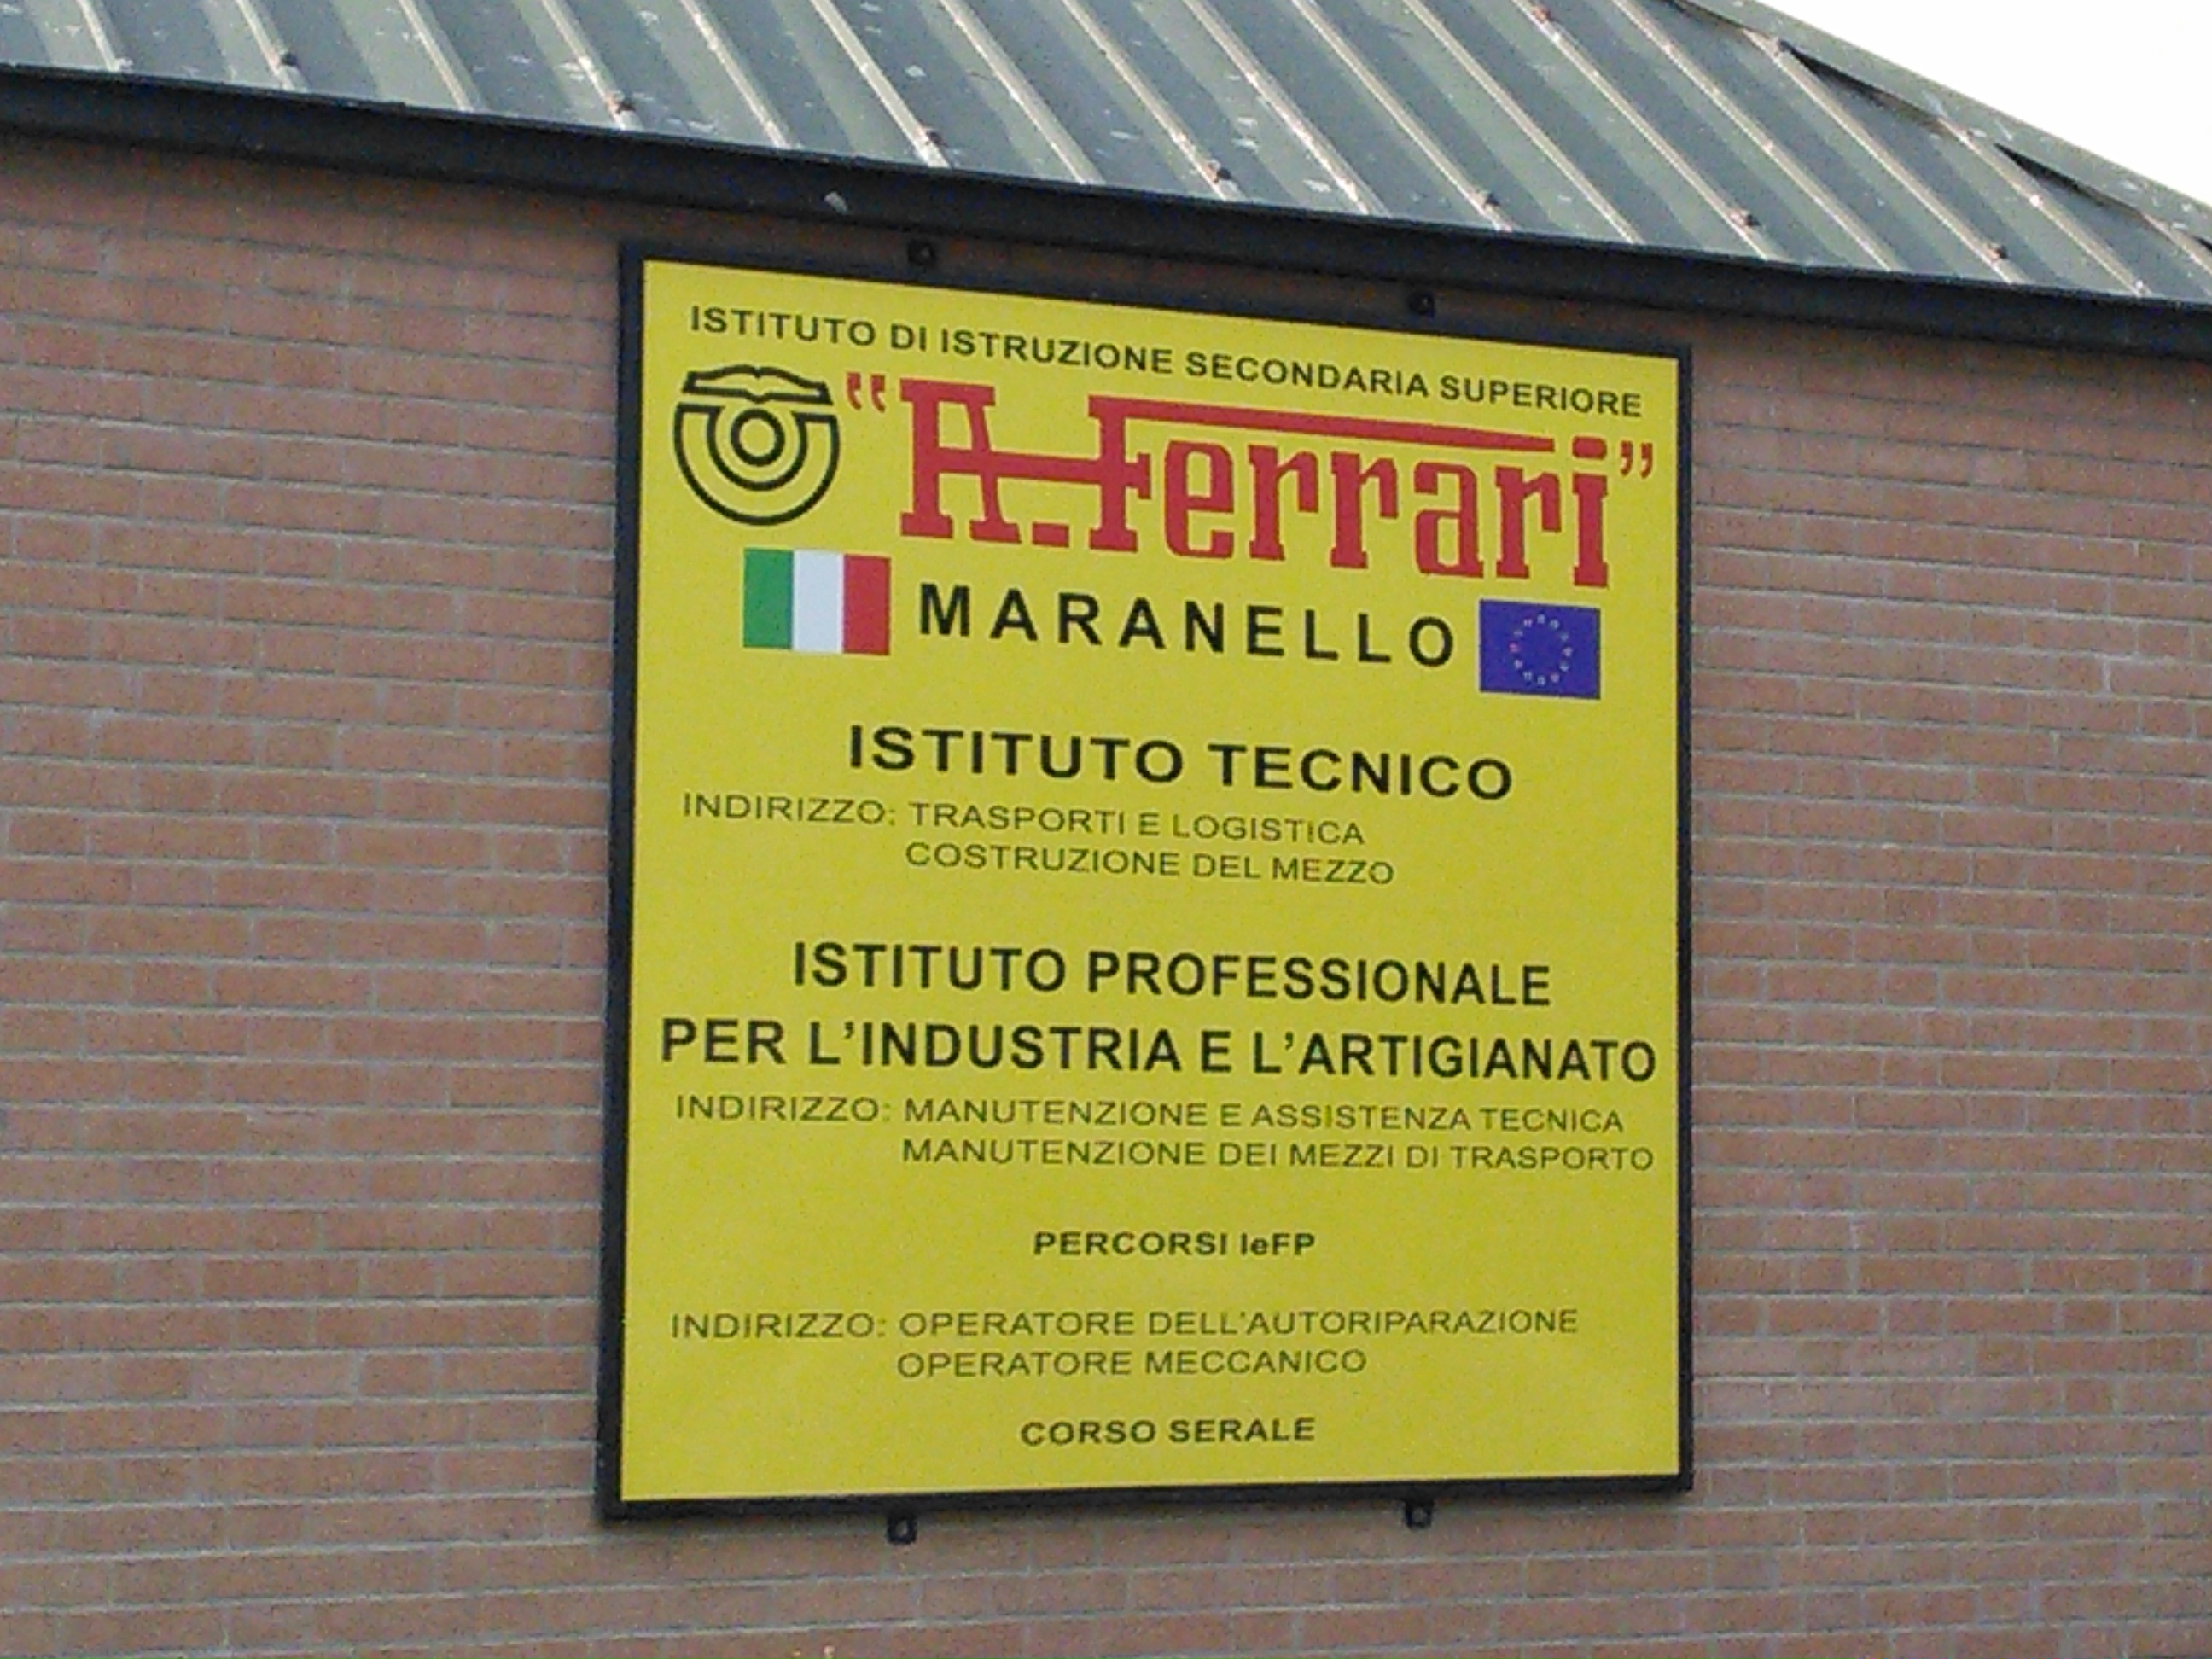 ISTITUTO DI ISTRUZIONE SECONDARIA SUPERIORE
"A. Ferrari"
MARANELLO
ISTITUTO TECNICO
INDIRIZZO: TRASPORTI E LOGISTICA
COSTRUZIONE DEL MEZZO
ISTITUTO PROFESSIONALE
PER L'INDUSTRIA E L'ARTIGIANATO
INDIRIZZO: MANUTENZIONE E ASSISTENZA TECNICA
MANUTENZIONE DEI MEZZI DI TRASPORTO
PERCORSI IeFP
INDIRIZZO: OPERATORE DELL'AUTORIPARAZIONE
OPERATORE MECCANICO
CORSO SERALE